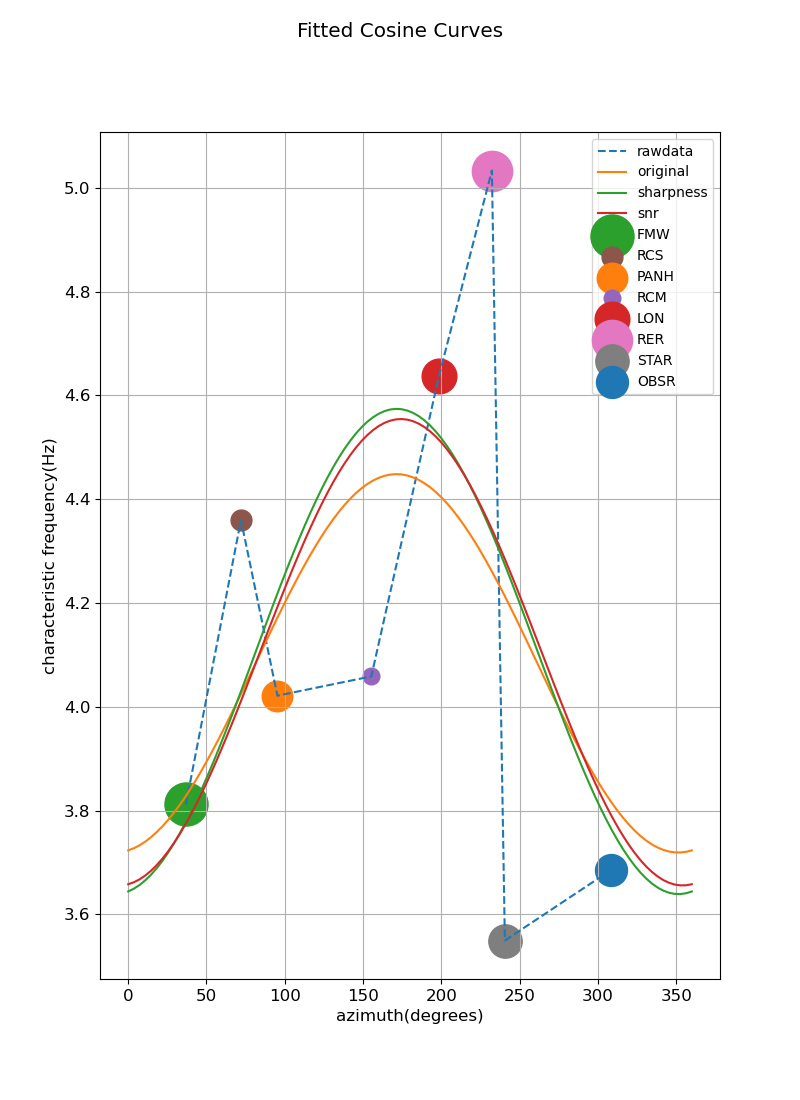 Fitted Cosine Curves
rawdata
original
sharpness
snr
FMW
RCS
PANH
RCM
LON
RER
STAR
OBSR
characteristic frequency(Hz)
5.0
4.8
4.6
4.4
4.2
4.0
3.8
3.6
0 50 100 150 200 250 300 350
azimuth(degrees)